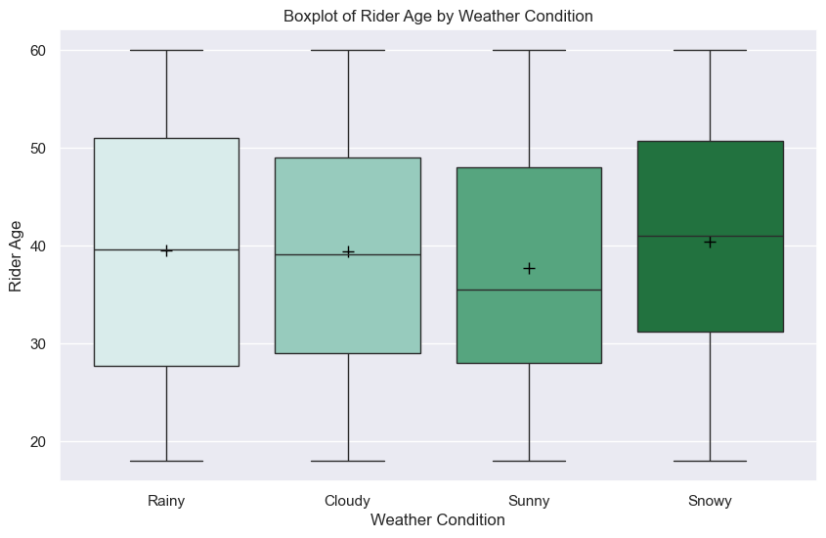 Boxplot of Rider Age by Weather Condition
60
50
40
30
20
Rider Age
Rainy
Cloudy
Sunny
Snowy
Weather Condition